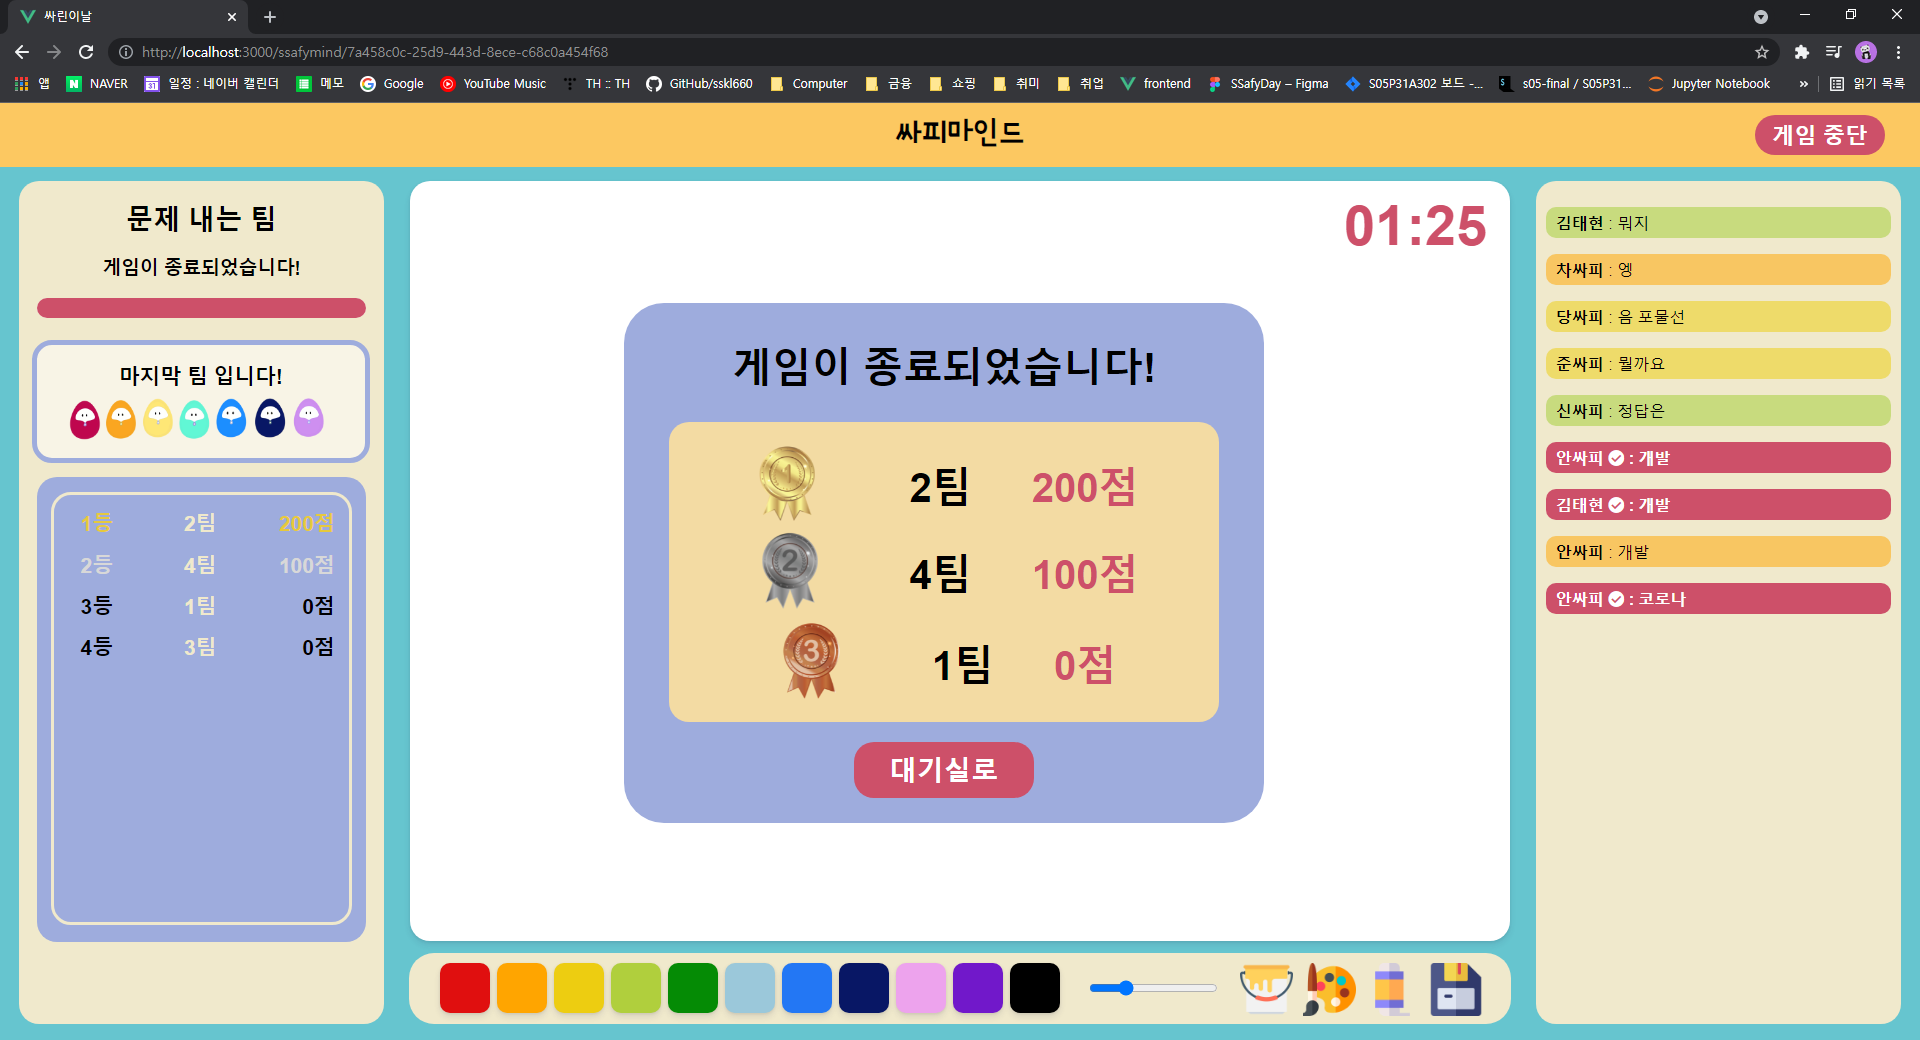 싸린이날
http://localhost:3000/ssafymind/7a458c0c-25d9-443d-8ece-c68c0a454f68
앱 NAVER 일정 : 네이버 캘린더 메모 Google YouTube Music TH :: TH GitHub/sskl660 Computer 금융 쇼핑 취미 취업 frontend SSafyDay – Figma S05P31A302 보드 -... s05-final / S05P31... Jupyter Notebook » 읽기 목록
싸피마인드
게임 중단
문제 내는 팀
게임이 종료되었습니다!
마지막 팀 입니다!
1등 2팀 200점
2등 4팀 100점
3등 1팀 0점
4등 3팀 0점
01:25
게임이 종료되었습니다!
1 2팀 200점
2 4팀 100점
3 1팀 0점
대기실로
김태현 : 뭐지
차싸피 : 엥
당싸피 : 음 포물선
준싸피 : 뭘까요
신싸피 : 정답은
안싸피 : 개발
김태현 : 개발
안싸피 : 개발
안싸피 : 코로나